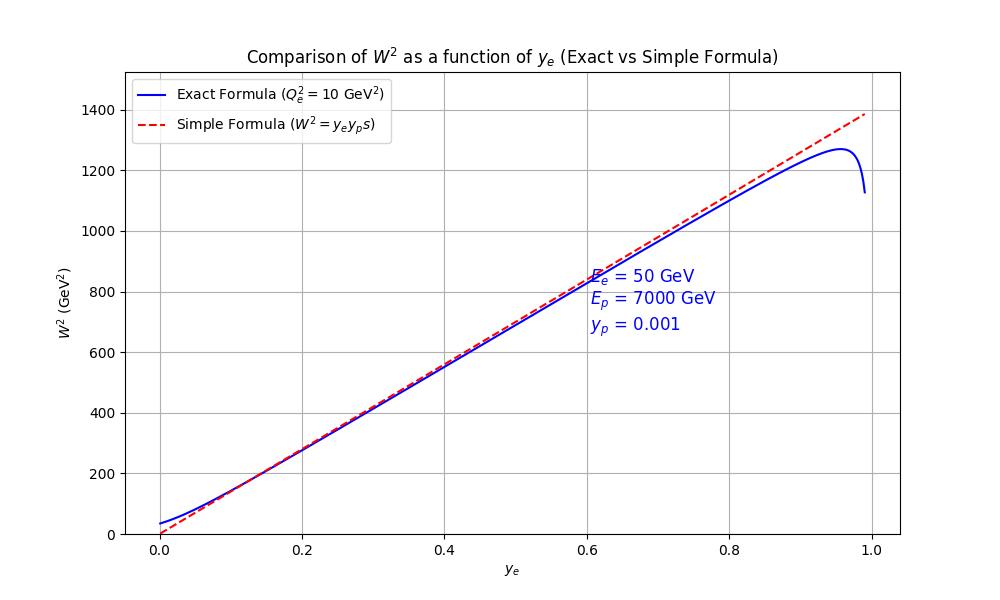 Comparison of W² as a function of yₑ (Exact vs Simple Formula)
Exact Formula (Qₑ² = 10 GeV²)
Simple Formula (W² = yₑyₚs)
1400
1200
1000
800
600
400
200
0
W² (GeV²)
Eₑ = 50 GeV
Eₚ = 7000 GeV
yₚ = 0.001
0.0 0.2 0.4 0.6 0.8 1.0
yₑ